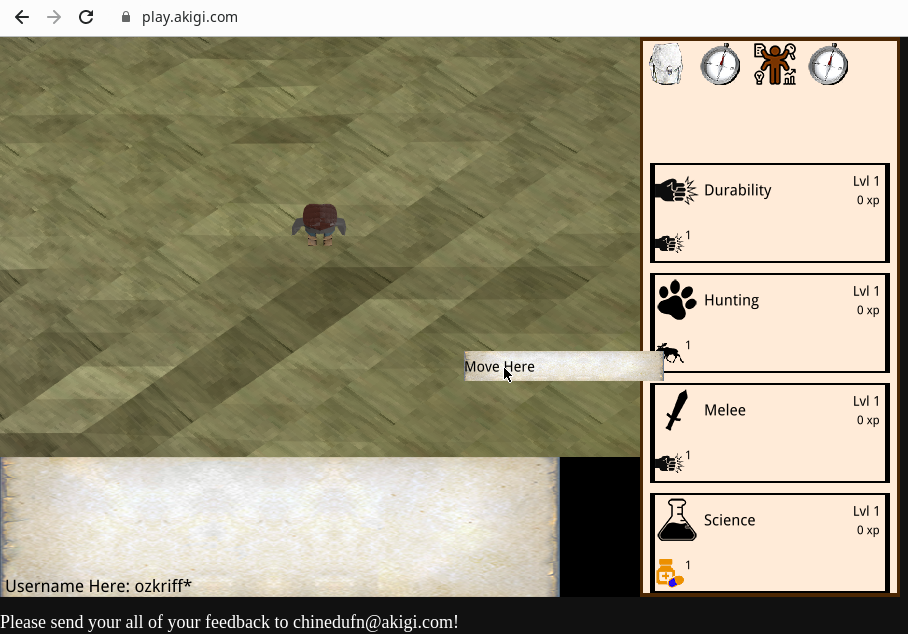 play.akigi.com
Durability
Lvl 1
0 xp
1
Hunting
Lvl 1
0 xp
1
Move Here
Melee
Lvl 1
0 xp
1
Science
Lvl 1
0 xp
1
Username Here: ozkriff*
Please send your all of your feedback to chinedufn@akigi.com!